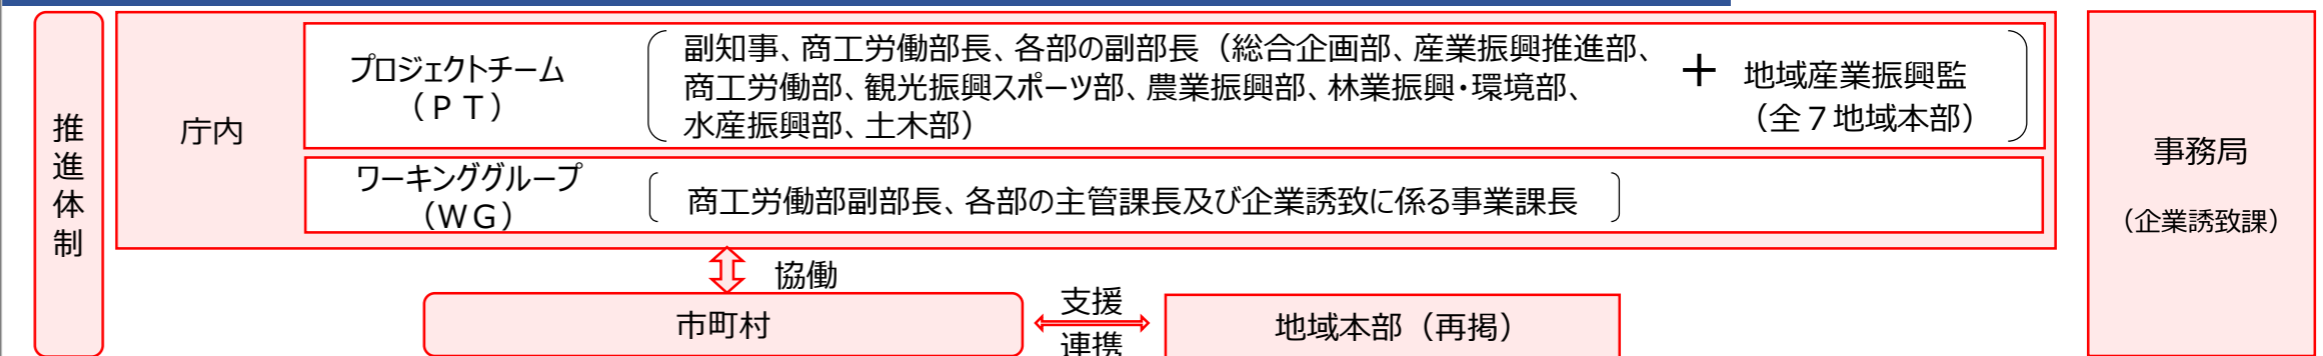 推進体制
庁内
プロジェクトチーム
（ＰＴ）
副知事、商工労働部長、各部の副部長（総合企画部、産業振興推進部、
商工労働部、観光振興スポーツ部、農業振興部、林業振興・環境部、
水産振興部、土木部）
＋
地域産業振興監
（全７地域本部）
ワーキンググループ
（ＷＧ）
商工労働部副部長、各部の主管課長及び企業誘致に係る事業課長
協働
市町村
支援
連携
地域本部（再掲）
事務局
（企業誘致課）